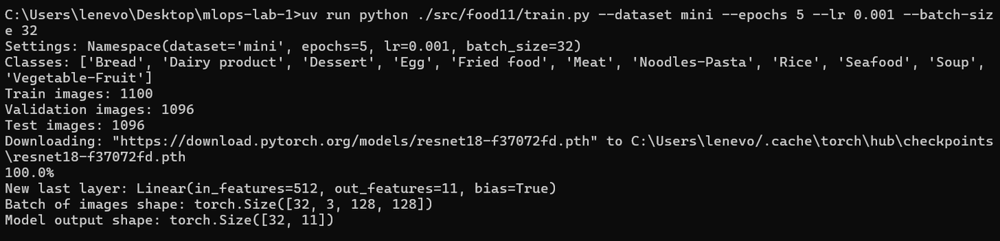 C:\Users\lenevo\Desktop\mlops-lab-1>uv run python ./src/food11/train.py --dataset mini --epochs 5 --lr 0.001 --batch-siz
e 32
Settings: Namespace(dataset='mini', epochs=5, lr=0.001, batch_size=32)
Classes: ['Bread', 'Dairy product', 'Dessert', 'Egg', 'Fried food', 'Meat', 'Noodles-Pasta', 'Rice', 'Seafood', 'Soup',
'Vegetable-Fruit']
Train images: 1100
Validation images: 1096
Test images: 1096
Downloading: "https://download.pytorch.org/models/resnet18-f37072fd.pth" to C:\Users\lenevo/.cache\torch\hub\checkpoints
\resnet18-f37072fd.pth
100.0%
New last layer: Linear(in_features=512, out_features=11, bias=True)
Batch of images shape: torch.Size([32, 3, 128, 128])
Model output shape: torch.Size([32, 11])